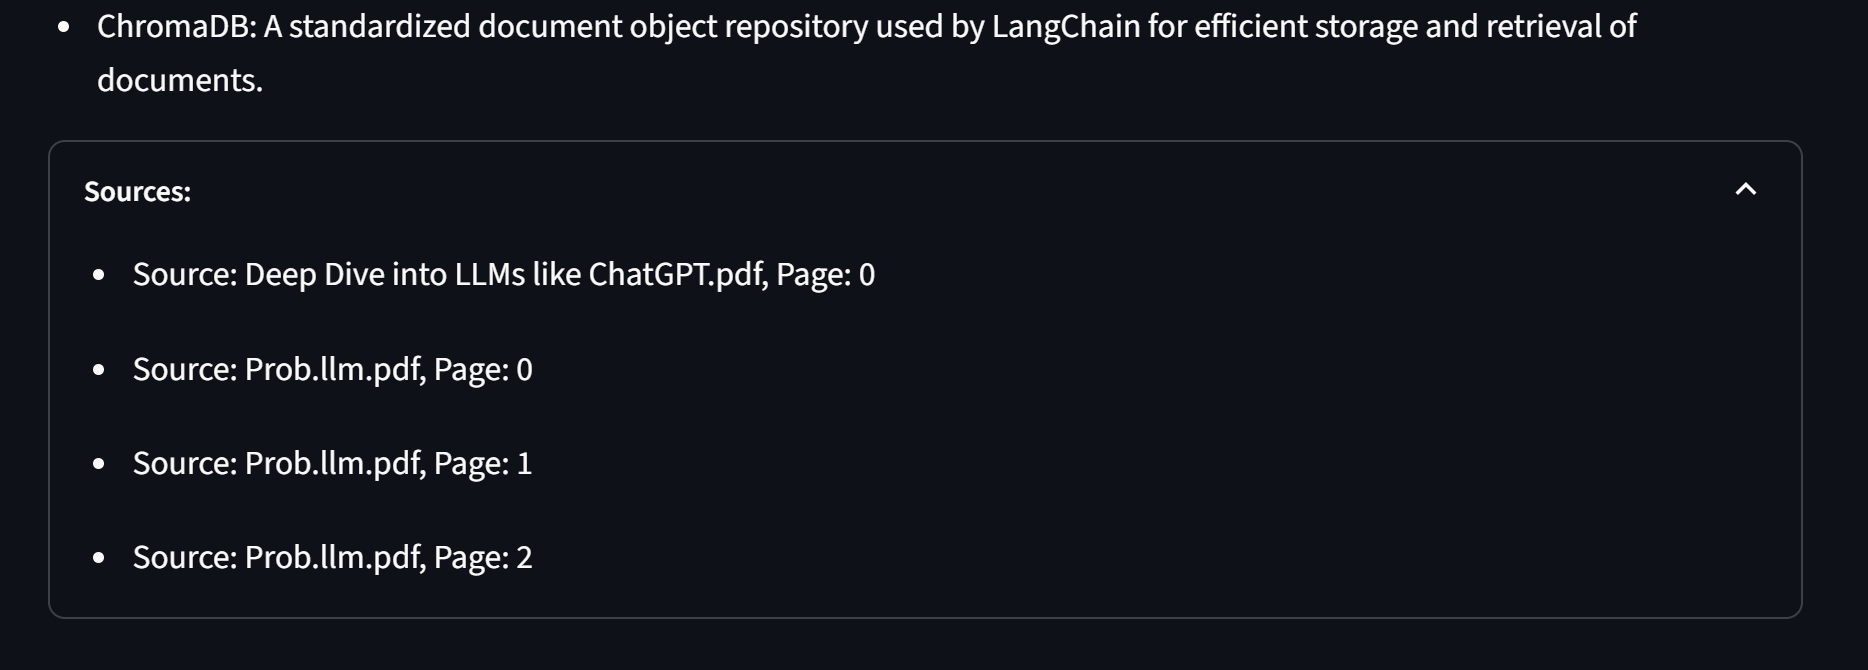 • ChromaDB: A standardized document object repository used by LangChain for efficient storage and retrieval of
documents.
Sources:
• Source: Deep Dive into LLMs like ChatGPT.pdf, Page: 0
• Source: Prob.llm.pdf, Page: 0
• Source: Prob.llm.pdf, Page: 1
• Source: Prob.llm.pdf, Page: 2